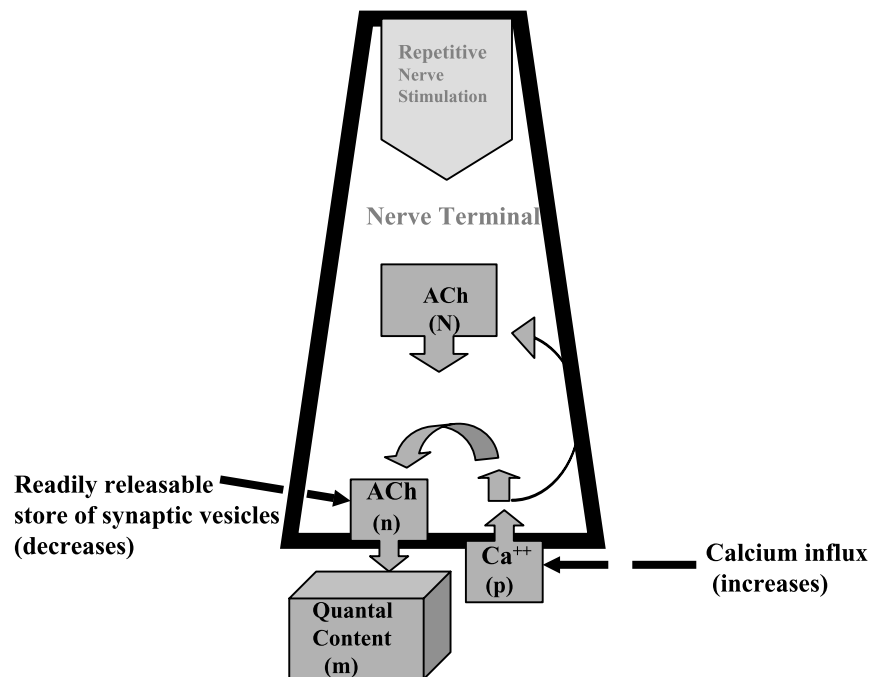 Repetitive
Nerve
Stimulation
Nerve Terminal
ACh
(N)
Readily releasable
store of synaptic vesicles
(decreases)
ACh
(n)
Ca⁺⁺
(p)
Calcium influx
(increases)
Quantal
Content
(m)